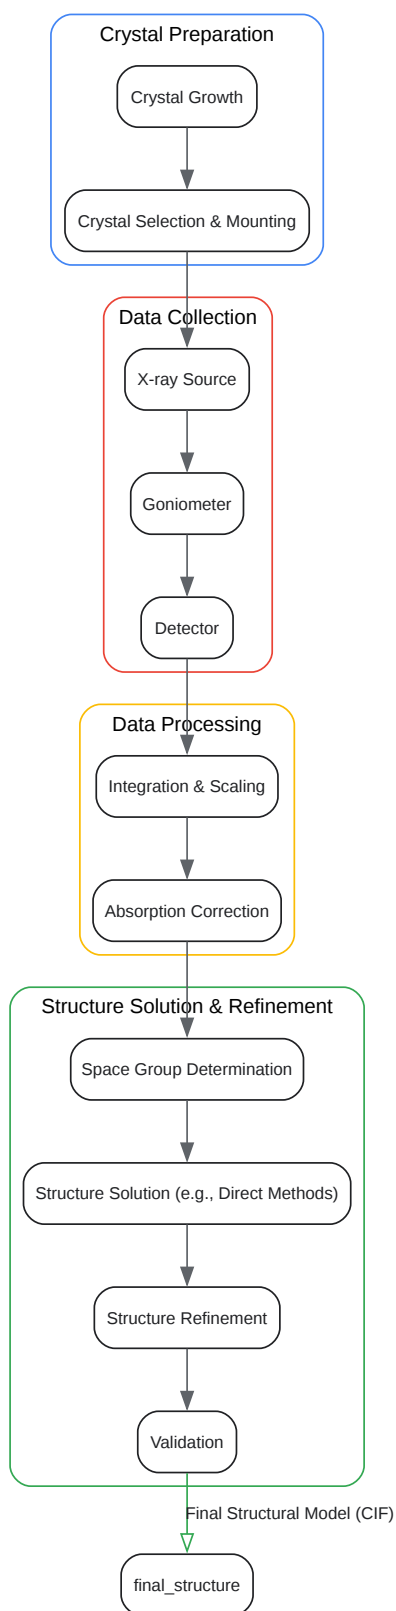 Crystal Preparation
Crystal Growth
Crystal Selection & Mounting
Data Collection
X-ray Source
Goniometer
Detector
Data Processing
Integration & Scaling
Absorption Correction
Structure Solution & Refinement
Space Group Determination
Structure Solution (e.g., Direct Methods)
Structure Refinement
Validation
Final Structural Model (CIF)
final_structure